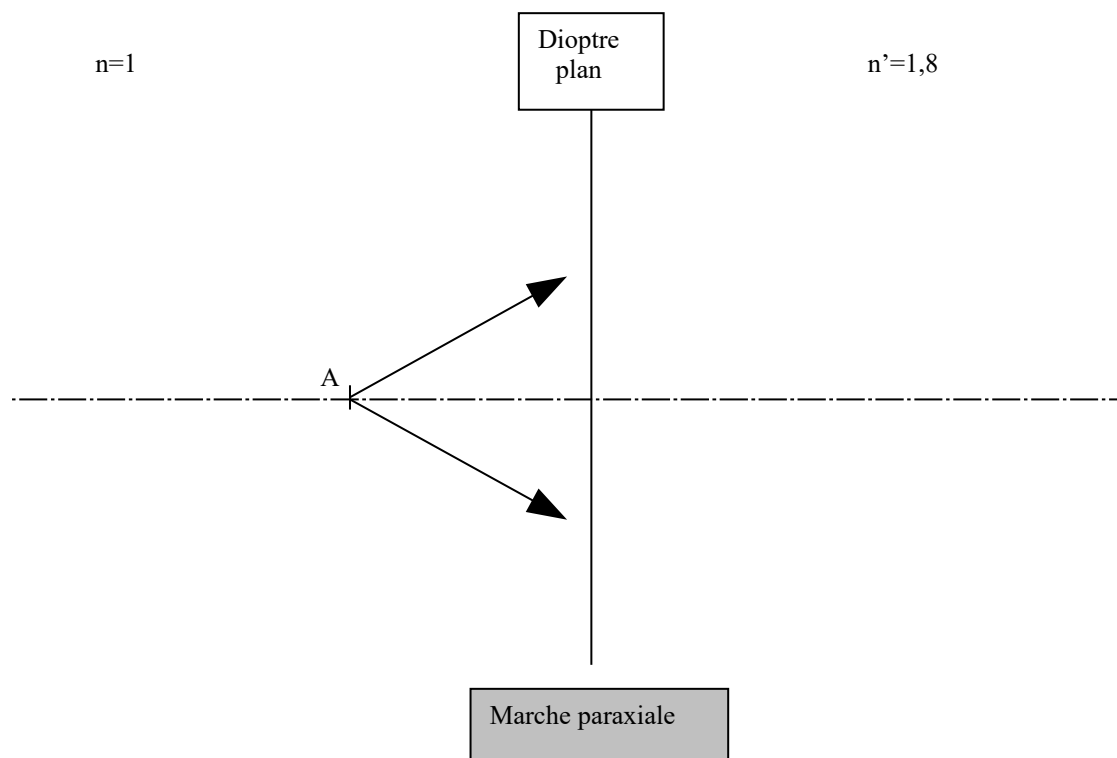 Dioptre
plan
n=1
n’=1,8
A
Marche paraxiale